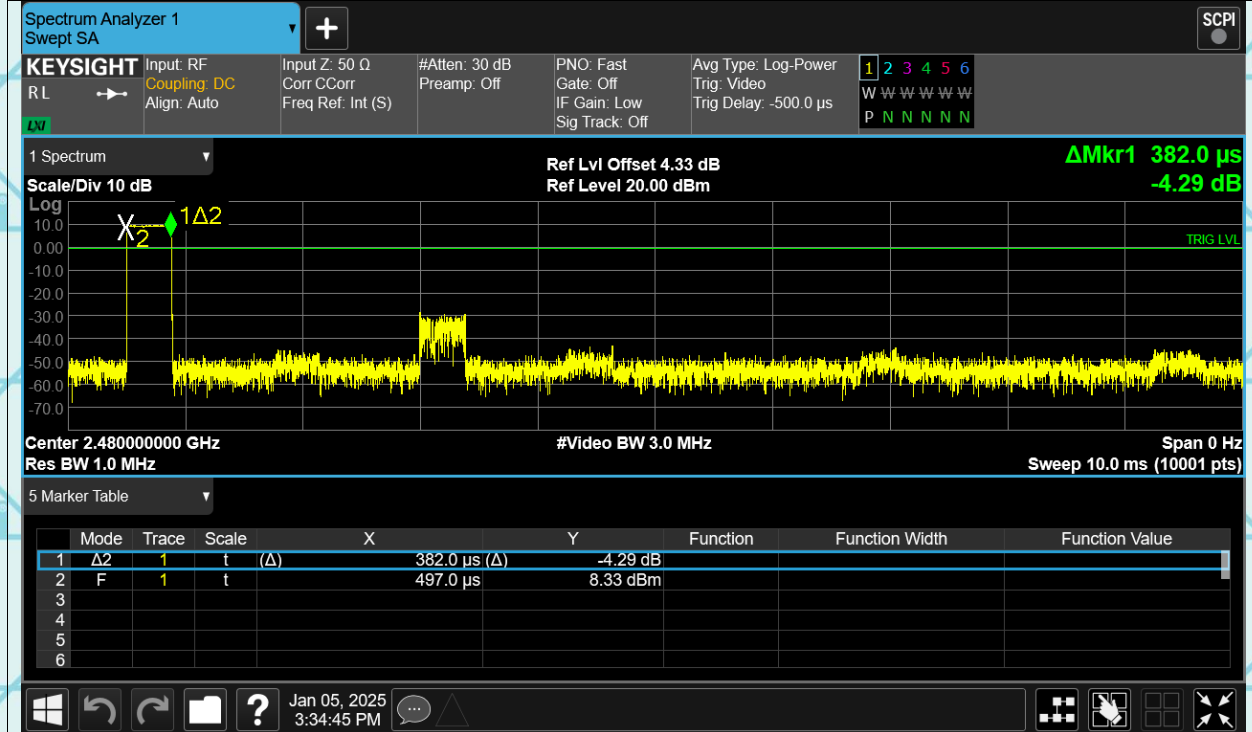 Spectrum Analyzer 1
Swept SA
SCPI
KEYSIGHT
RL
LXI
Input: RF
Coupling: DC
Align: Auto
Input Z: 50 Ω
Corr CCorr
Freq Ref: Int (S)
#Atten: 30 dB
Preamp: Off
PNO: Fast
Gate: Off
IF Gain: Low
Sig Track: Off
Avg Type: Log-Power
Trig: Video
Trig Delay: -500.0 µs
1 2 3 4 5 6
W W W W W W
P N N N N N
1 Spectrum
Scale/Div 10 dB
Ref Lvl Offset 4.33 dB
Ref Level 20.00 dBm
ΔMkr1 382.0 µs
-4.29 dB
Log
10.0
0.00
-10.0
-20.0
-30.0
-40.0
-50.0
-60.0
-70.0
X
2
1Δ2
TRIG LVL
Center 2.480000000 GHz
#Video BW 3.0 MHz
Span 0 Hz
Res BW 1.0 MHz
Sweep 10.0 ms (10001 pts)
5 Marker Table
Mode Trace Scale X Y Function Function Width Function Value
1 Δ2 1 t (Δ) 382.0 µs (Δ) -4.29 dB
2 F 1 t 497.0 µs 8.33 dBm
3
4
5
6
?
Jan 05, 2025
3:34:45 PM